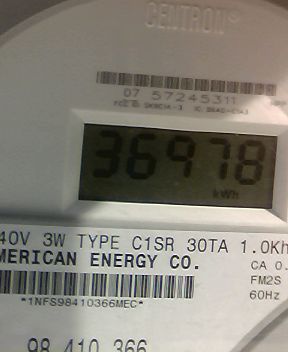 CENTRON®
07 57245311
36978
kWh
40V 3W TYPE C1SR 30TA 1.0Kh
MERICAN ENERGY CO.
CA 0.
FM2S
60Hz
*1NFS98410366MEC*
98 410 366